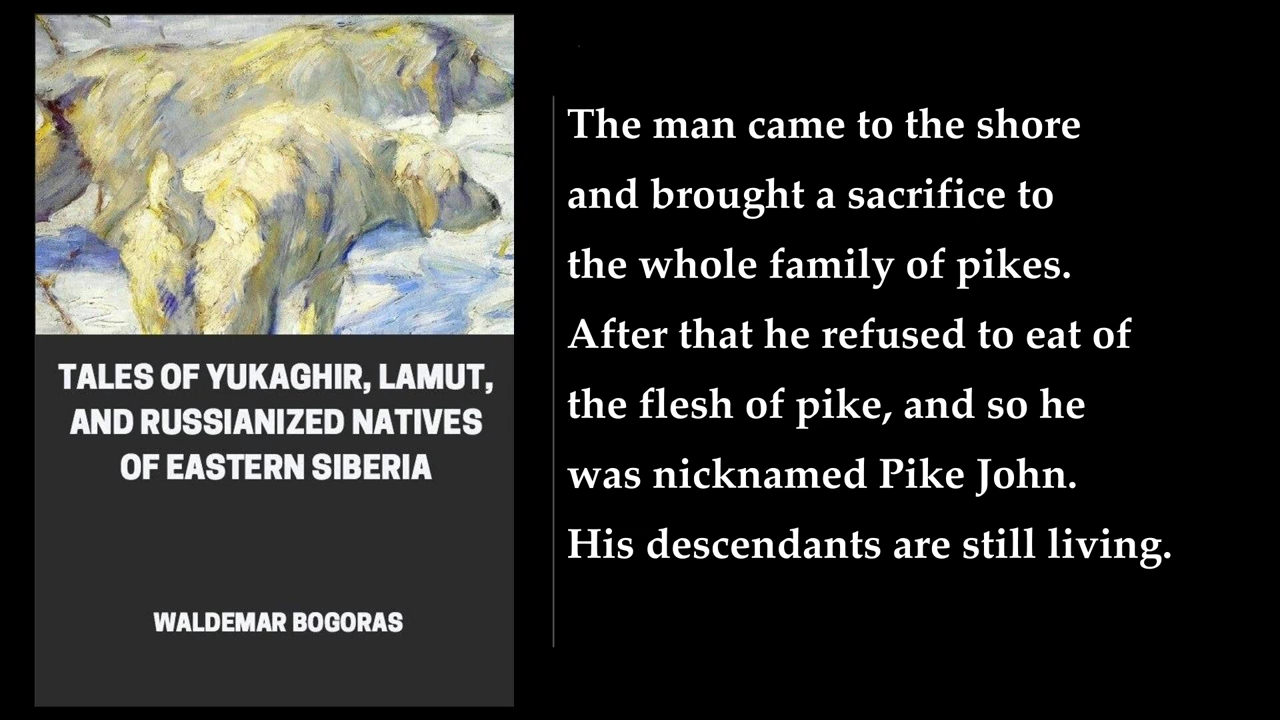 TALES OF YUKAGHIR, LAMUT,
AND RUSSIANIZED NATIVES
OF EASTERN SIBERIA
WALDEMAR BOGORAS
The man came to the shore
and brought a sacrifice to
the whole family of pikes.
After that he refused to eat of
the flesh of pike, and so he
was nicknamed Pike John.
His descendants are still living.